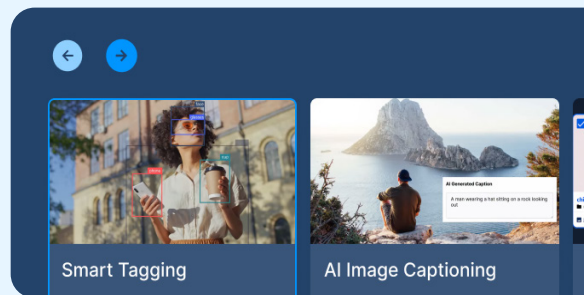 AI Generated Caption
A man wearing a hat sitting on a rock looking
out
Smart Tagging
AI Image Captioning